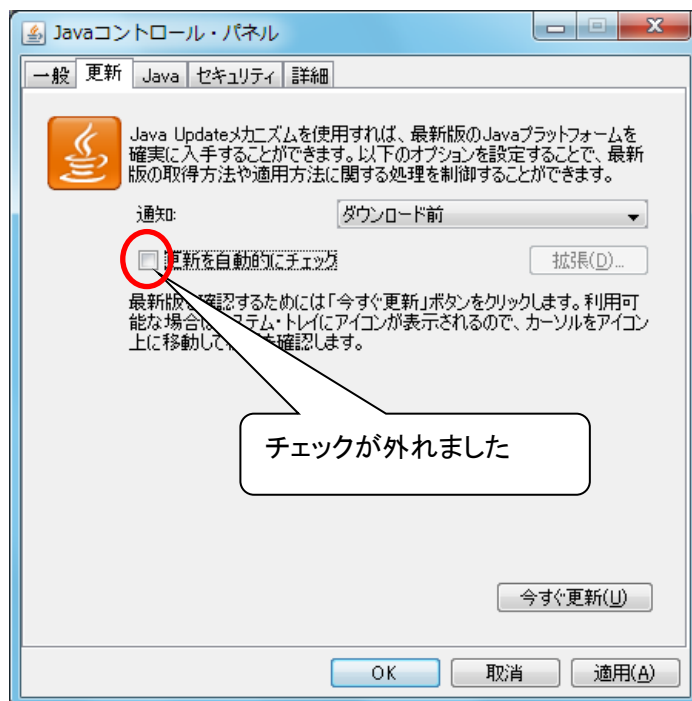 Javaコントロール・パネル
一般 更新 Java セキュリティ 詳細
Java Updateメカニズムを使用すれば、最新版のJavaプラットフォームを
確実に入手することができます。以下のオプションを設定することで、最新
版の取得方法や適用方法に関する処理を制御することができます。
通知: ダウンロード前
更新を自動的にチェック 拡張(D)...
最新版を確認するためには「今すぐ更新」ボタンをクリックします。利用可
能な場合はシステム・トレイにアイコンが表示されるので、カーソルをアイコン
上に移動して 確認します。
チェックが外れました
今すぐ更新(U)
OK 取消 適用(A)